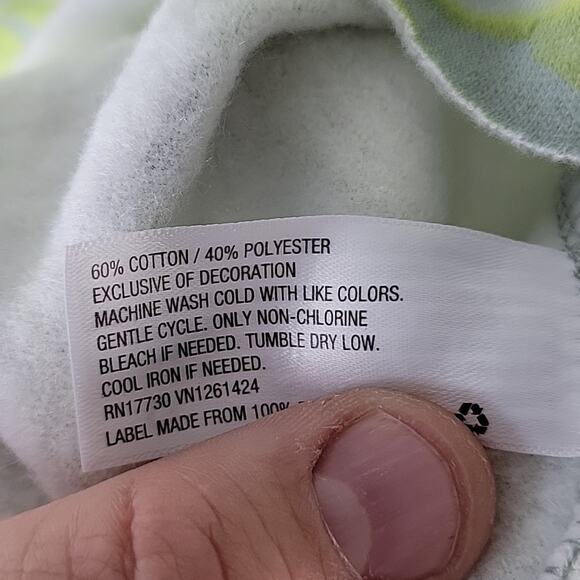 60% COTTON / 40% POLYESTER
EXCLUSIVE OF DECORATION
MACHINE WASH COLD WITH LIKE COLORS.
GENTLE CYCLE. ONLY NON-CHLORINE
BLEACH IF NEEDED. TUMBLE DRY LOW.
COOL IRON IF NEEDED.
RN17730 VN1261424
LABEL MADE FROM 100%